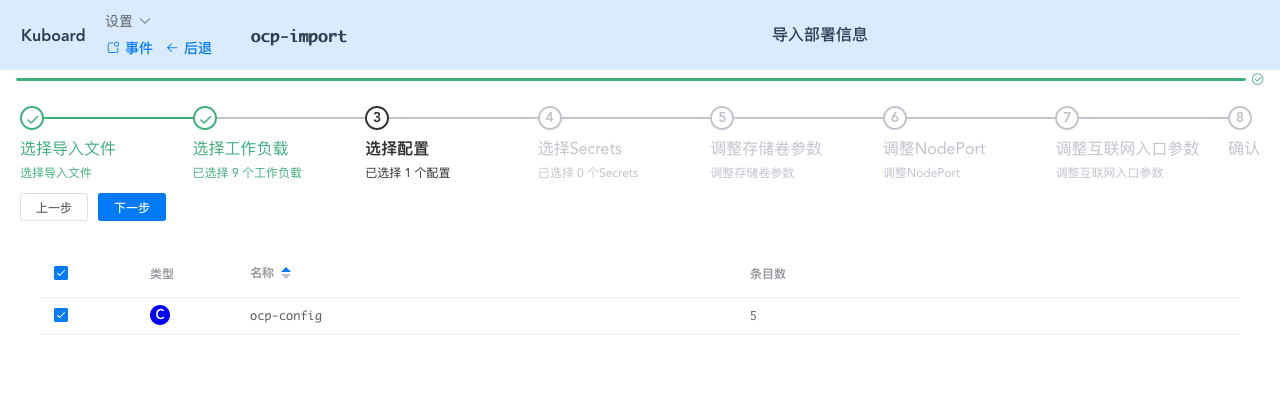 Kuboard
设置
事件 后退
ocp-import
导入部署信息
3 4 5 6 7 8
选择导入文件 选择工作负载 选择配置 选择Secrets 调整存储卷参数 调整NodePort 调整互联网入口参数 确认
选择导入文件 已选择 9 个工作负载 已选择 1 个配置 已选择 0 个Secrets 调整存储卷参数 调整NodePort 调整互联网入口参数
上一步 下一步
类型 名称 条目数
C ocp-config 5